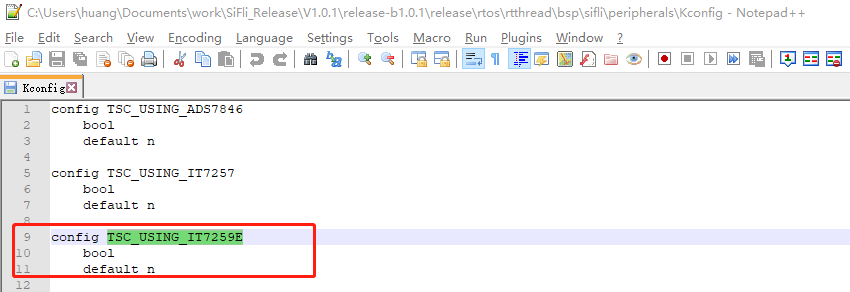 C:\Users\huang\Documents\work\SiFli_Release\V1.0.1\release-b1.0.1\release\rtos\rtthread\bsp\sifli\peripherals\Kconfig - Notepad++
File Edit Search View Encoding Language Settings Tools Macro Run Plugins Window ?
Kconfig
1 config TSC_USING_ADS7846
2 bool
3 default n
4
5 config TSC_USING_IT7257
6 bool
7 default n
8
9 config TSC_USING_IT7259E
10 bool
11 default n
12